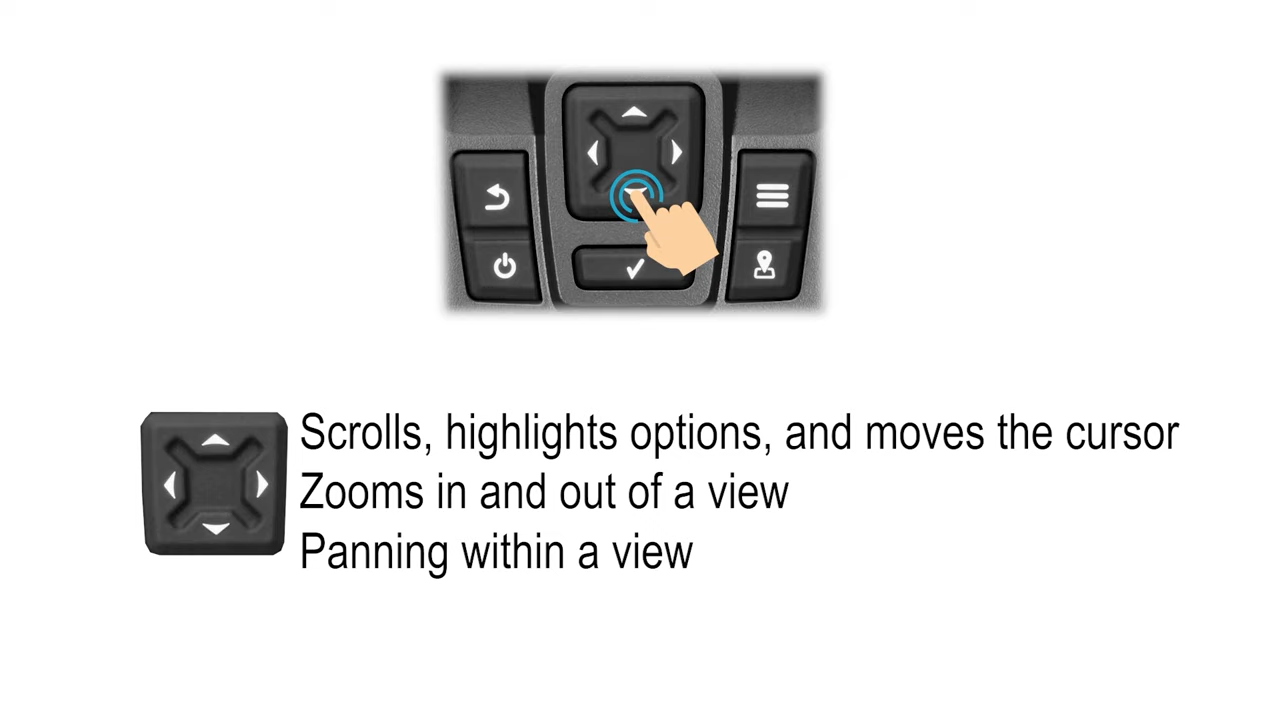 Scrolls, highlights options, and moves the cursor
Zooms in and out of a view
Panning within a view